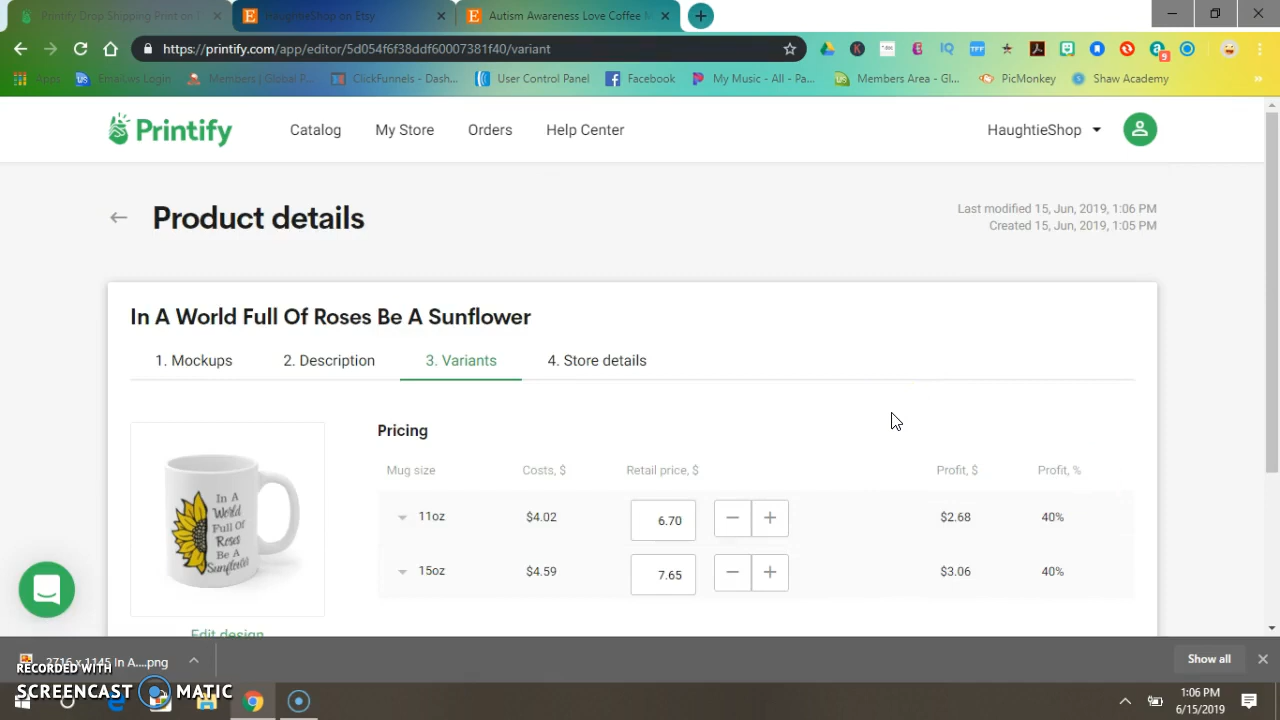 Printify Drop Shipping Print on
HaughtieShop on Etsy
Autism Awareness Love Coffee M
https://printify.com/app/editor/5d054f6f38ddf60007381f40/variant
Apps
EmailAws Login
Members | Global P...
ClickFunnels - Dash...
User Control Panel
Facebook
My Music - All - Pa...
Members Area - Gl...
PicMonkey
Shaw Academy
»
Printify
Catalog
My Store
Orders
Help Center
HaughtieShop
Product details
Last modified 15, Jun, 2019, 1:06 PM
Created 15, Jun, 2019, 1:05 PM
In A World Full Of Roses Be A Sunflower
1. Mockups
2. Description
3. Variants
4. Store details
Pricing
Mug size Costs, $ Retail price, $ Profit, $ Profit, %
11oz $4.02 6.70 − + $2.68 40%
15oz $4.59 7.65 − + $3.06 40%
In A
World
Full Of
Roses
Be A
Sunflower
Edit design
2716 x 1145 In A....png
Show all
RECORDED WITH
SCREENCAST MATIC
1:06 PM
6/15/2019